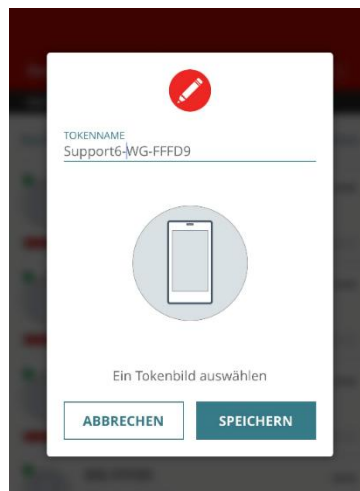 TOKENNAME
Support6-WG-FFFD9
Ein Tokenbild auswählen
ABBRECHEN SPEICHERN